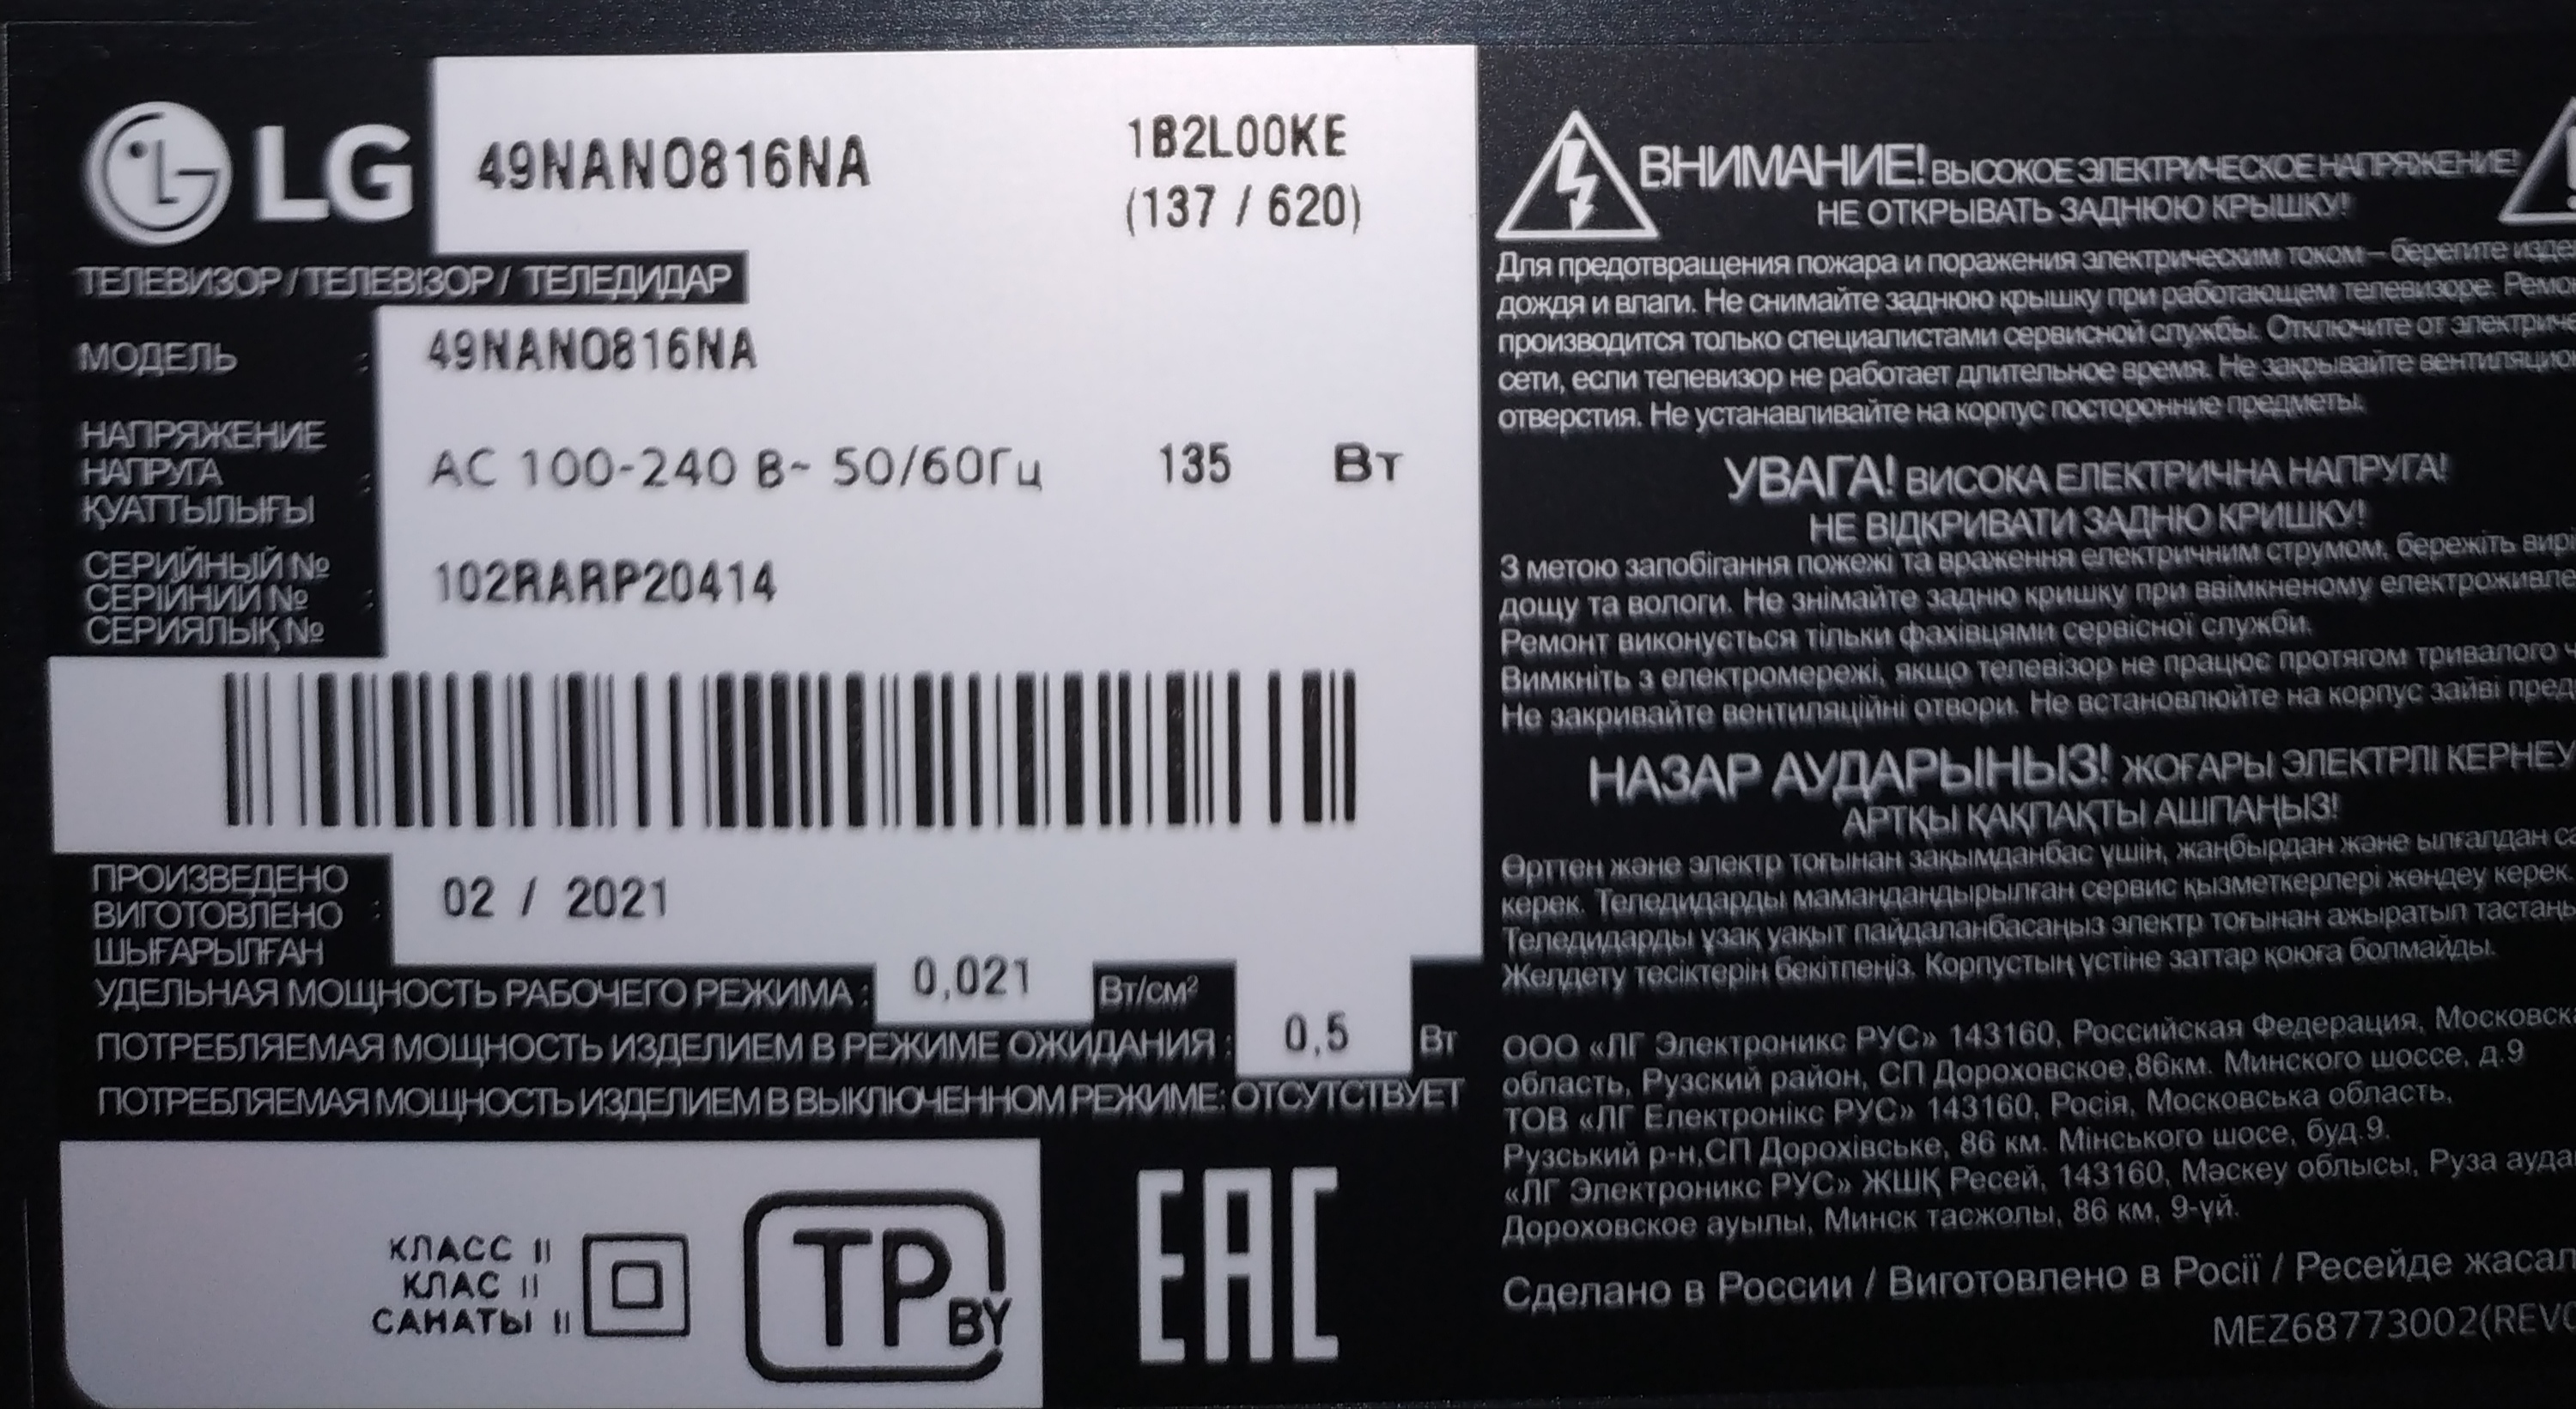 LG
49NANO816NA
1B2L00KE
(137 / 620)
ТЕЛЕВИЗОР / ТЕЛЕВІЗОР / ТЕЛЕДИДАР
МОДЕЛЬ : 49NANO816NA
НАПРЯЖЕНИЕ
НАПРУГА : AC 100-240 В~ 50/60Гц 135 Вт
ҚУАТТЫЛЫҒЫ
СЕРИЙНЫЙ №
СЕРІЙНИЙ № : 102RARP20414
СЕРИЯЛЫҚ №
ПРОИЗВЕДЕНО
ВИГОТОВЛЕНО : 02 / 2021
ШЫҒАРЫЛҒАН
УДЕЛЬНАЯ МОЩНОСТЬ РАБОЧЕГО РЕЖИМА : 0,021 Вт/см²
ПОТРЕБЛЯЕМАЯ МОЩНОСТЬ ИЗДЕЛИЕМ В РЕЖИМЕ ОЖИДАНИЯ : 0,5 Вт
ПОТРЕБЛЯЕМАЯ МОЩНОСТЬ ИЗДЕЛИЕМ В ВЫКЛЮЧЕННОМ РЕЖИМЕ: ОТСУТСТВУЕТ
КЛАСС II
КЛАС II
САНАТЫ II
TP BY
EAC
ВНИМАНИЕ! ВЫСОКОЕ ЭЛЕКТРИЧЕСКОЕ НАПРЯЖЕНИЕ!
НЕ ОТКРЫВАТЬ ЗАДНЮЮ КРЫШКУ!
Для предотвращения пожара и поражения электрическим током – берегите
дождя и влаги. Не снимайте заднюю крышку при работающем телевизоре.
производится только специалистами сервисной службы. Отключите от
сети, если телевизор не работает длительное время. Не закрывайте
отверстия. Не устанавливайте на корпус посторонние предметы.
УВАГА! ВИСОКА ЕЛЕКТРИЧНА НАПРУГА!
НЕ ВІДКРИВАТИ ЗАДНЮ КРИШКУ!
З метою запобігання пожежі та враження електричним струмом, бережіть
дощу та вологи. Не знімайте задню кришку при ввімкненому
Ремонт виконується тільки фахівцями сервісної служби.
Вимкніть з електромережі, якщо телевізор не працює протягом тривалого
Не закривайте вентиляційні отвори. Не встановлюйте на корпус зайві
НАЗАР АУДАРЫҢЫЗ! ЖОҒАРЫ ЭЛЕКТРЛІ КЕРНЕУ
АРТҚЫ ҚАҚПАҚТЫ АШПАҢЫЗ!
Өрттен және электр тоғынан зақымданбас үшін, жаңбырдан және ылғалдан
керек. Теледидарды мамандандырылған сервис қызметкерлері жөндеу керек.
Теледидарды ұзақ уақыт пайдаланбасаңыз электр тоғынан ажыратып
Желдету тесіктерін бекітпеңіз. Корпустың үстіне заттар қоюға болмайды.
ООО «ЛГ Электроникс РУС» 143160, Российская Федерация,
область, Рузский район, СП Дороховское,86км. Минского шоссе, д.9
ТОВ «ЛГ Електронікс РУС» 143160, Росія, Московська область,
Рузський р-н,СП Дорохівське, 86 км. Мінського шосе, буд.9.
«ЛГ Электроникс РУС» ЖШҚ Ресей, 143160, Мәскеу облысы, Руза
Дороховское ауылы, Минск тасжолы, 86 км, 9-үй.
Сделано в России / Виготовлено в Росії / Ресейде
MEZ68773002(REV0